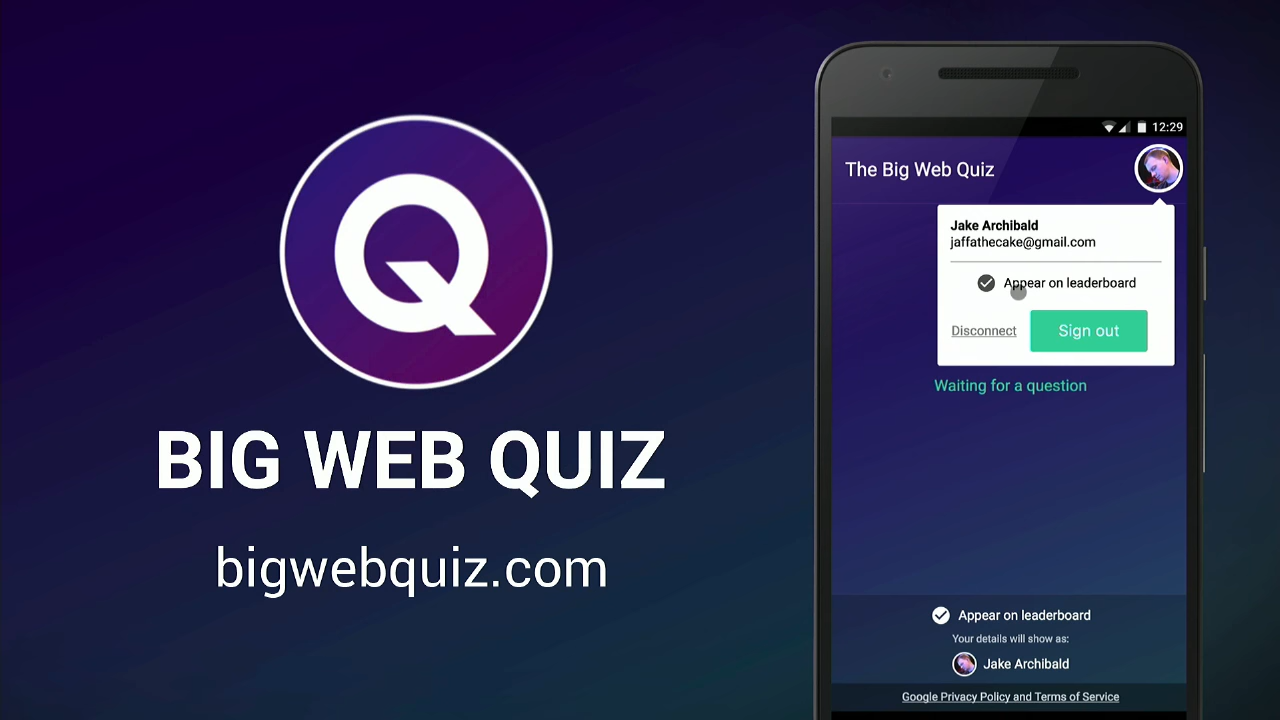 Q
BIG WEB QUIZ
bigwebquiz.com
12:29
The Big Web Quiz
Jake Archibald
jaffathecake@gmail.com
Appear on leaderboard
Disconnect
Sign out
Waiting for a question
Appear on leaderboard
Your details will show as:
Jake Archibald
Google Privacy Policy and Terms of Service